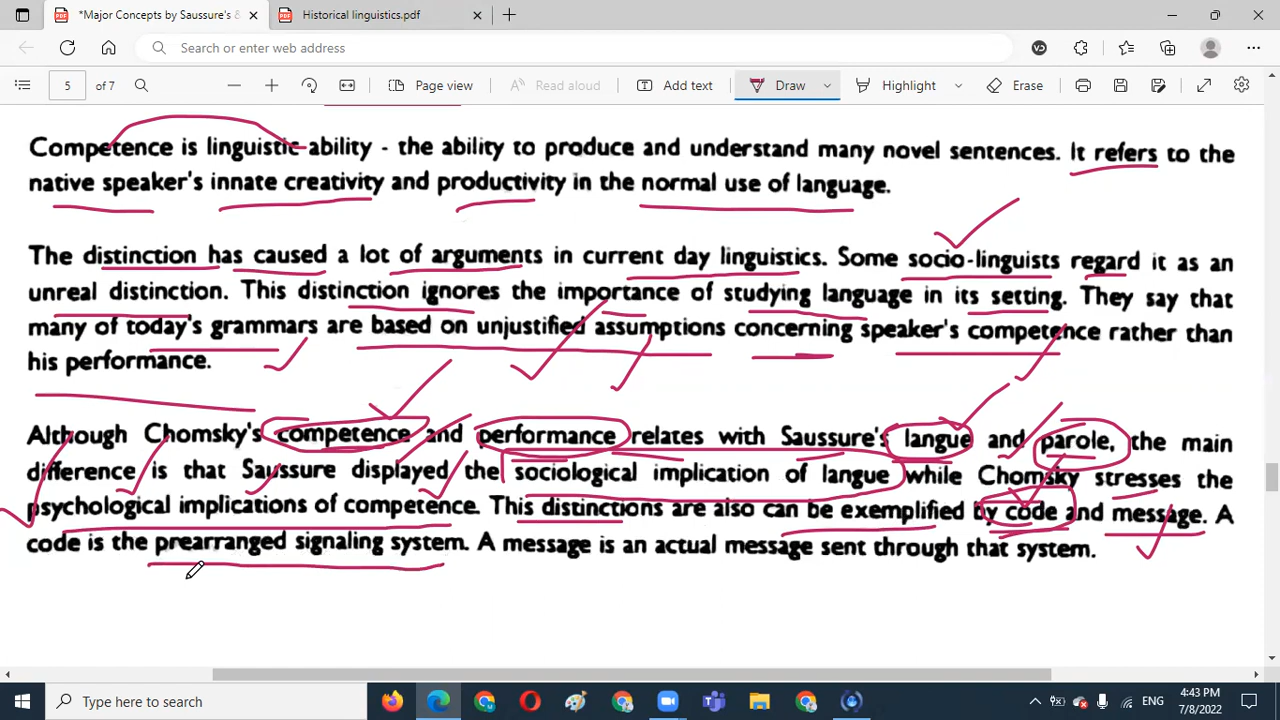 *Major Concepts by Saussure's &
Historical linguistics.pdf
Search or enter web address
5 of 7
Page view
Read aloud
Add text
Draw
Highlight
Erase
Competence is linguistic ability - the ability to produce and understand many novel sentences. It refers to the
native speaker's innate creativity and productivity in the normal use of language.
The distinction has caused a lot of arguments in current day linguistics. Some socio-linguists regard it as an
unreal distinction. This distinction ignores the importance of studying language in its setting. They say that
many of today's grammars are based on unjustified assumptions concerning speaker's competence rather than
his performance.
Although Chomsky's competence and performance relates with Saussure's langue and parole, the main
difference is that Saussure displayed the sociological implication of langue while Chomsky stresses the
psychological implications of competence. This distinctions are also can be exemplified by code and message. A
code is the prearranged signaling system. A message is an actual message sent through that system.
Type here to search
ENG
4:43 PM
7/8/2022